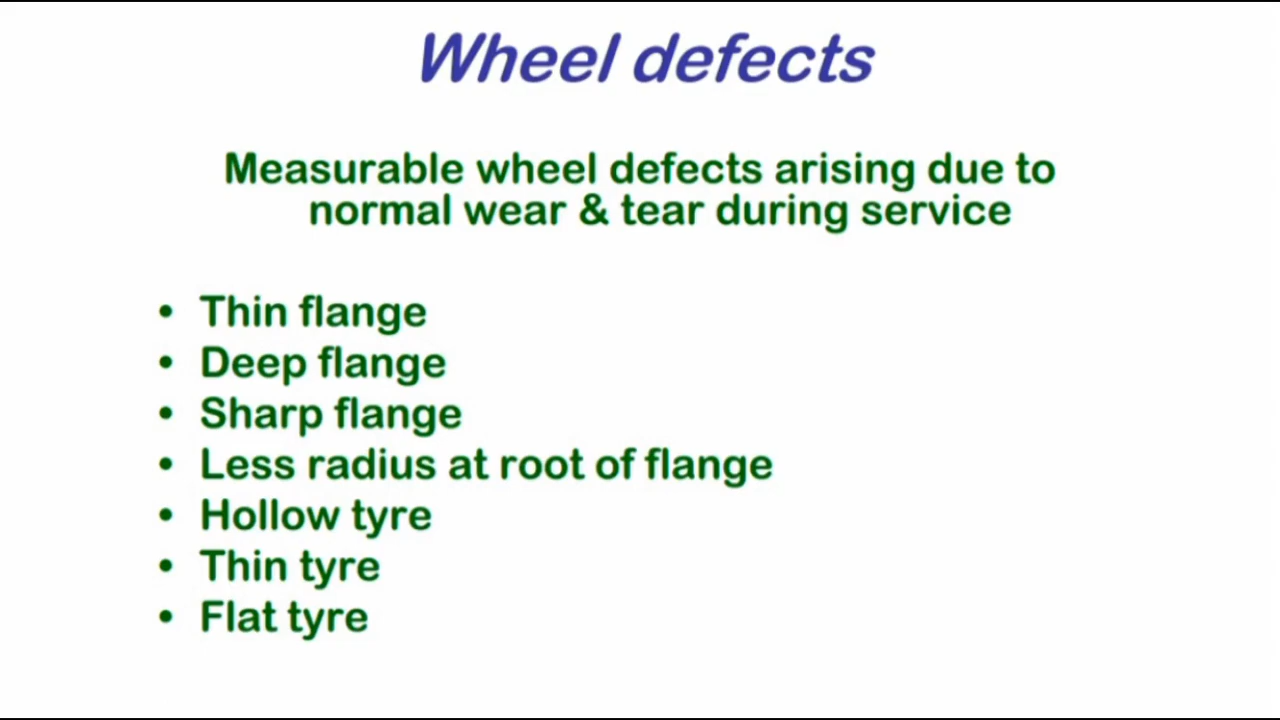 Wheel defects
Measurable wheel defects arising due to
normal wear & tear during service
• Thin flange
• Deep flange
• Sharp flange
• Less radius at root of flange
• Hollow tyre
• Thin tyre
• Flat tyre